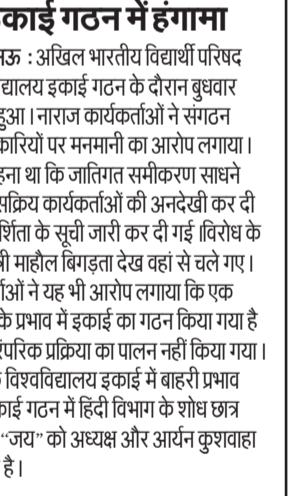 काई गठन में हंगामा
नऊ : अखिल भारतीय विद्यार्थी परिषद
द्यालय इकाई गठन के दौरान बुधवार
हुआ। नाराज कार्यकर्ताओं ने संगठन
कारियों पर मनमानी का आरोप लगाया।
हना था कि जातिगत समीकरण साधने
सक्रिय कार्यकर्ताओं की अनदेखी कर दी
र्शिता के सूची जारी कर दी गई।विरोध के
त्री माहौल बिगड़ता देख वहां से चले गए।
र्ताओं ने यह भी आरोप लगाया कि एक
के प्रभाव में इकाई का गठन किया गया है
रंपरिक प्रक्रिया का पालन नहीं किया गया।
विश्वविद्यालय इकाई में बाहरी प्रभाव
काई गठन में हिंदी विभाग के शोध छात्र
“जय” को अध्यक्ष और आर्यन कुशवाहा
है।